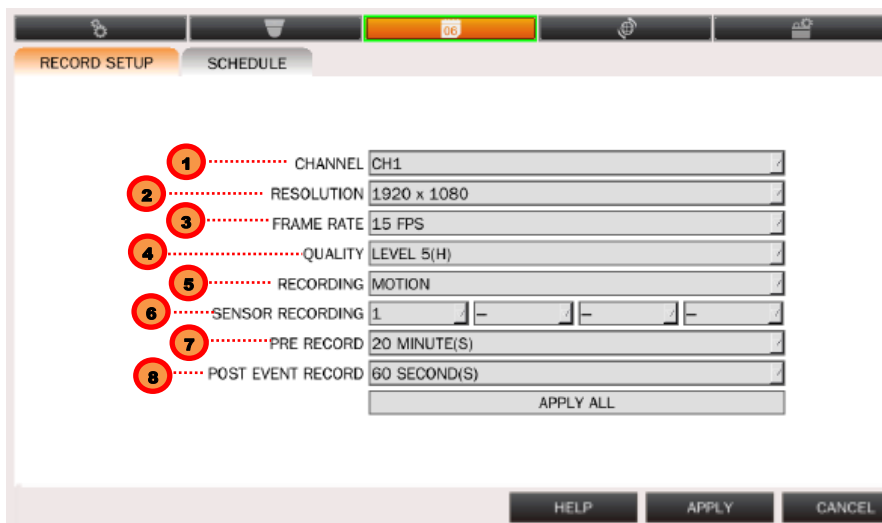 06
RECORD SETUP SCHEDULE
1 CHANNEL CH1
2 RESOLUTION 1920 x 1080
3 FRAME RATE 15 FPS
4 QUALITY LEVEL 5(H)
5 RECORDING MOTION
6 SENSOR RECORDING 1 – – –
7 PRE RECORD 20 MINUTE(S)
8 POST EVENT RECORD 60 SECOND(S)
APPLY ALL
HELP APPLY CANCEL